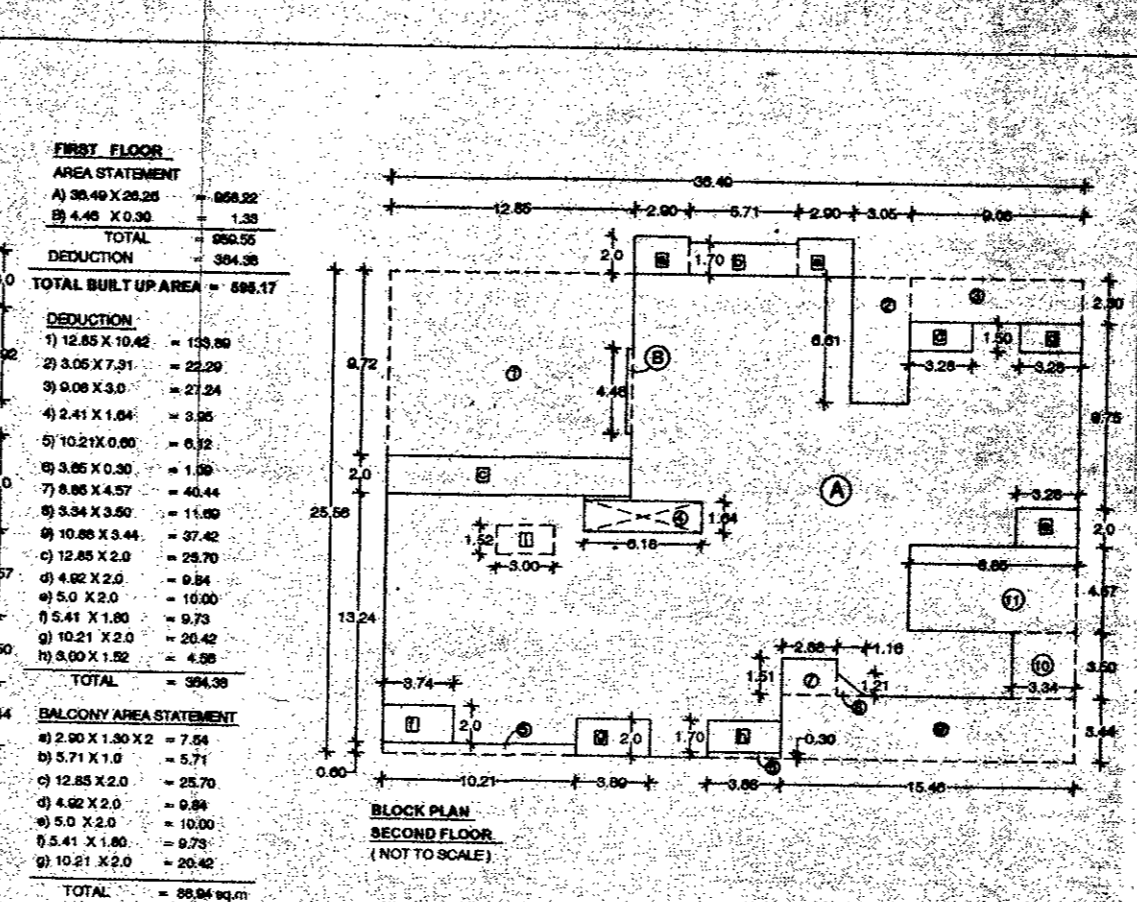 FIRST FLOOR
AREA STATEMENT
A) 36.49 X 26.26 = 958.22
B) 4.46 X 0.30 = 1.33
TOTAL = 959.55
DEDUCTION = 364.38
TOTAL BUILT UP AREA = 595.17
DEDUCTION
1) 12.85 X 10.42 = 133.89
2) 3.05 X 7.31 = 22.29
3) 9.08 X 3.0 = 27.24
4) 2.41 X 1.64 = 3.95
5) 10.21 X 0.60 = 6.12
6) 3.65 X 0.30 = 1.09
7) 8.85 X 4.57 = 40.44
8) 3.34 X 3.50 = 11.69
9) 10.88 X 3.44 = 37.42
c) 12.85 X 2.0 = 25.70
d) 4.92 X 2.0 = 9.84
e) 5.0 X 2.0 = 10.00
f) 5.41 X 1.80 = 9.73
g) 10.21 X 2.0 = 20.42
h) 3.00 X 1.52 = 4.56
TOTAL = 364.38
BALCONY AREA STATEMENT
a) 2.90 X 1.30 X 2 = 7.54
b) 5.71 X 1.0 = 5.71
c) 12.85 X 2.0 = 25.70
d) 4.92 X 2.0 = 9.84
e) 5.0 X 2.0 = 10.00
f) 5.41 X 1.80 = 9.73
g) 10.21 X 2.0 = 20.42
TOTAL = 88.94 sq.m
36.49
12.85 2.90 5.71 2.90 3.05 9.08
2.0 a 1.70 b a
2 3 2.30
9.72 1 4.46 B 6.61
1.50
3.28 3.28
9.75
2.0 c
25.56
A
3.28
1.52 i 3.00
4 1.64
6.18
2.0
11 4.57
13.24
2.88 1.16
1.51 7 1.21
10 3.50
3.34
3.74
f 2.0 5 g 2.0 1.70 h 0.30
3.44
0.60
10.21 3.89 3.86 15.46
BLOCK PLAN
SECOND FLOOR
(NOT TO SCALE)